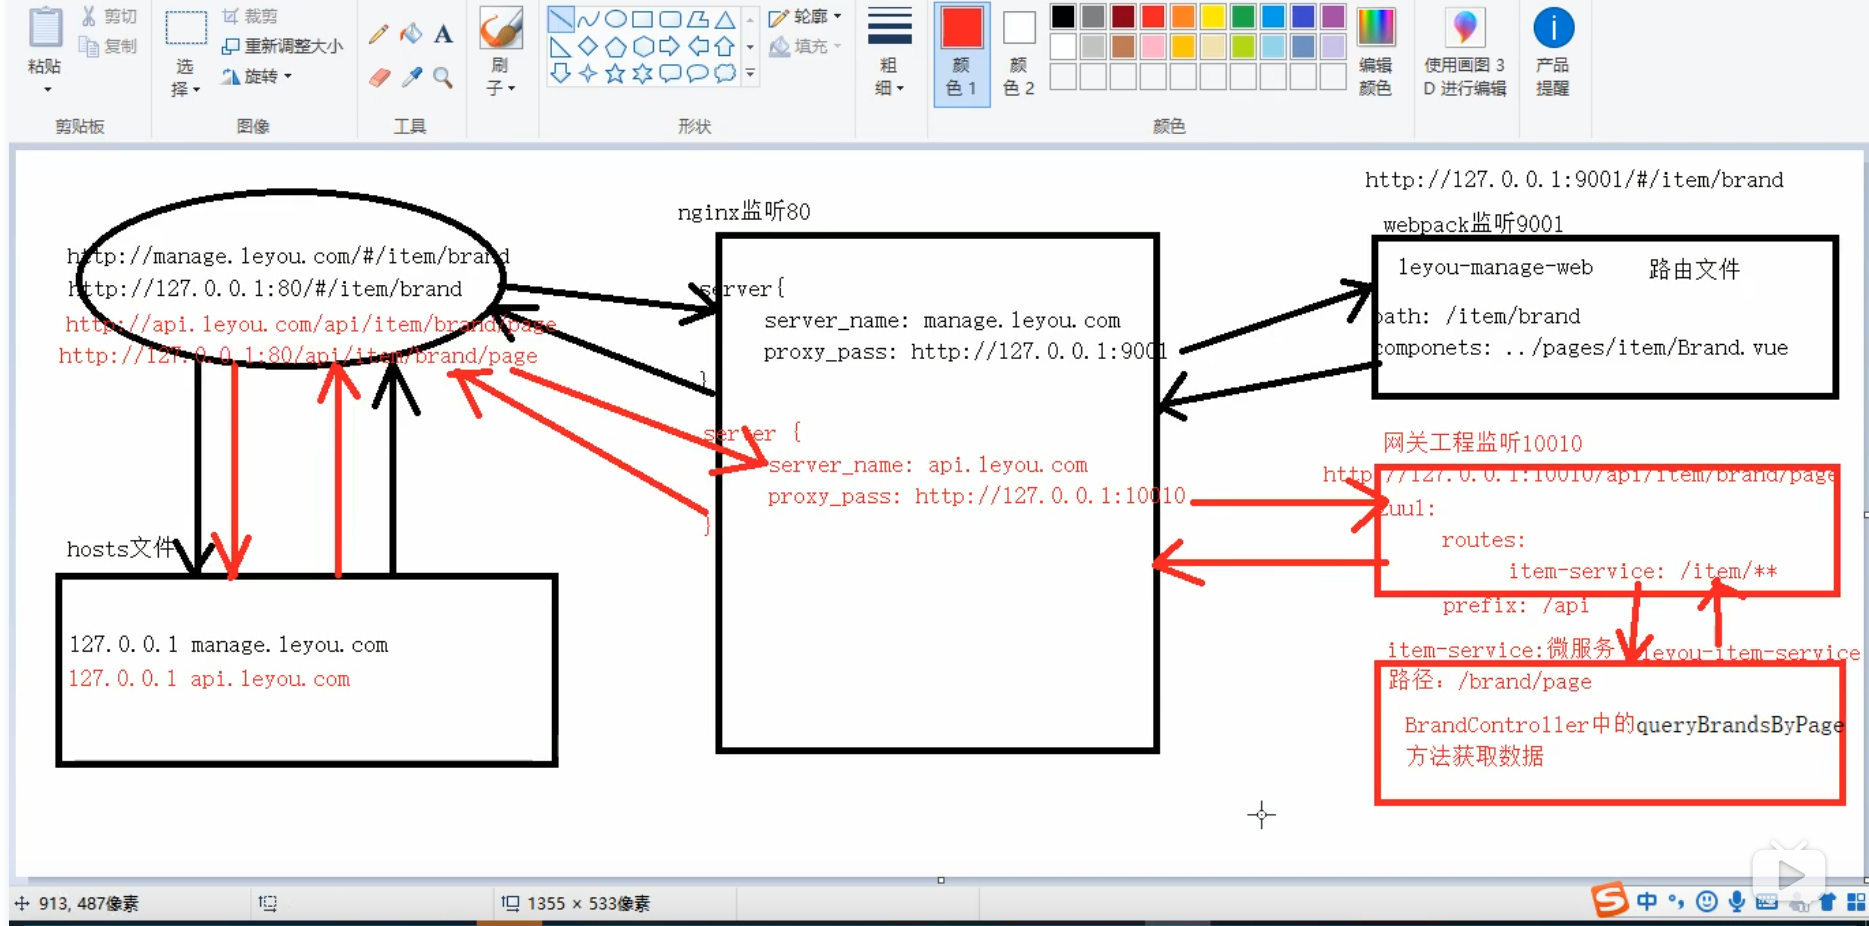 剪切
复制
粘贴
剪贴板
裁剪
重新调整大小
旋转
选
择
图像
A
工具
刷
子
轮廓
填充
形状
粗
细
颜
色 1
颜
色 2
编辑
颜色
颜色
使用画图 3
D 进行编辑
产品
提醒
http://manage.leyou.com/#/item/brand
http://127.0.0.1:80/#/item/brand
http://api.leyou.com/api/item/brand/page
http://127.0.0.1:80/api/item/brand/page
hosts文件
127.0.0.1 manage.leyou.com
127.0.0.1 api.leyou.com
nginx监听80
server{
server_name: manage.leyou.com
proxy_pass: http://127.0.0.1:9001
}
server {
server_name: api.leyou.com
proxy_pass: http://127.0.0.1:10010
}
http://127.0.0.1:9001/#/item/brand
webpack监听9001
leyou-manage-web 路由文件
path: /item/brand
componets: ../pages/item/Brand.vue
网关工程监听10010
http://127.0.0.1:10010/api/item/brand/page
zuul:
routes:
item-service: /item/**
prefix: /api
item-service:微服务 leyou-item-service
路径: /brand/page
BrandController中的queryBrandsByPage
方法获取数据
913, 487像素
1355 × 533像素
中